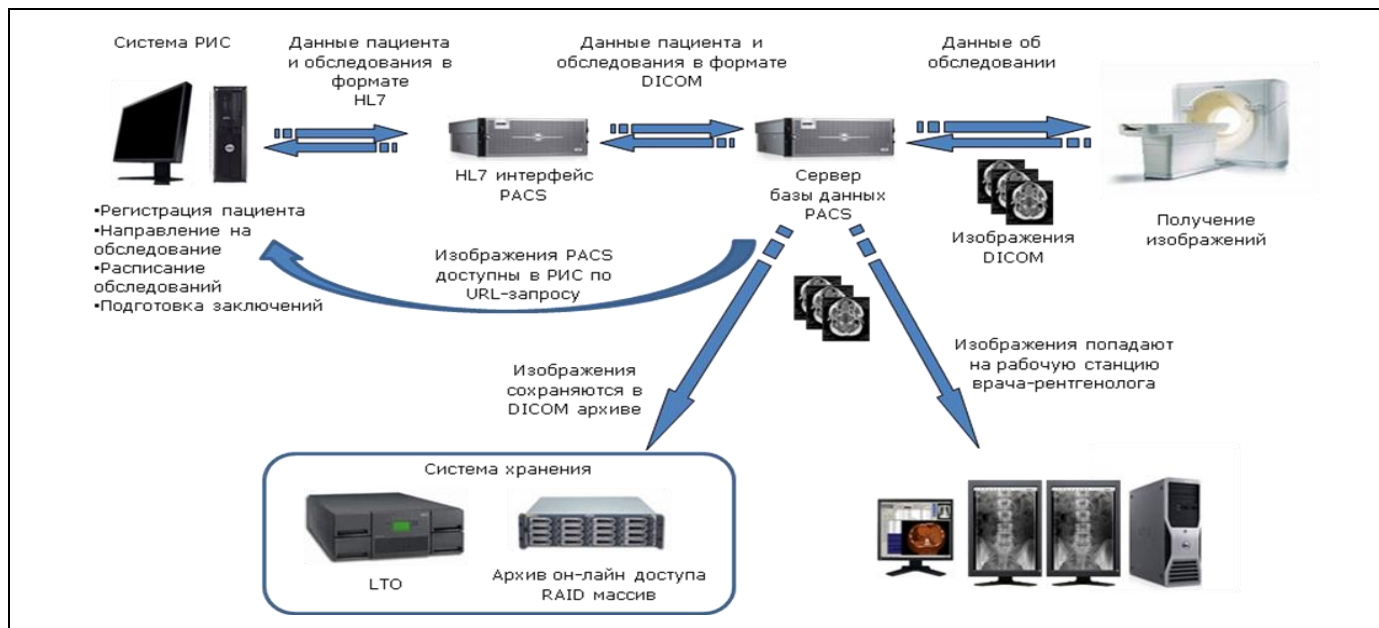 Система РИС
Данные пациента
и обследования в
формате
HL7
Данные пациента и
обследования в формате
DICOM
Данные об
обследовании
HL7 интерфейс
PACS
Сервер
базы данных
PACS
Изображения
DICOM
Получение
изображений
•Регистрация пациента
•Направление на
обследование
•Расписание
обследований
•Подготовка заключений
Изображения PACS
доступны в РИС по
URL-запросу
Изображения
сохраняются в
DICOM архиве
Изображения попадают
на рабочую станцию
врача-рентгенолога
Система хранения
LTO
Архив он-лайн доступа
RAID массив